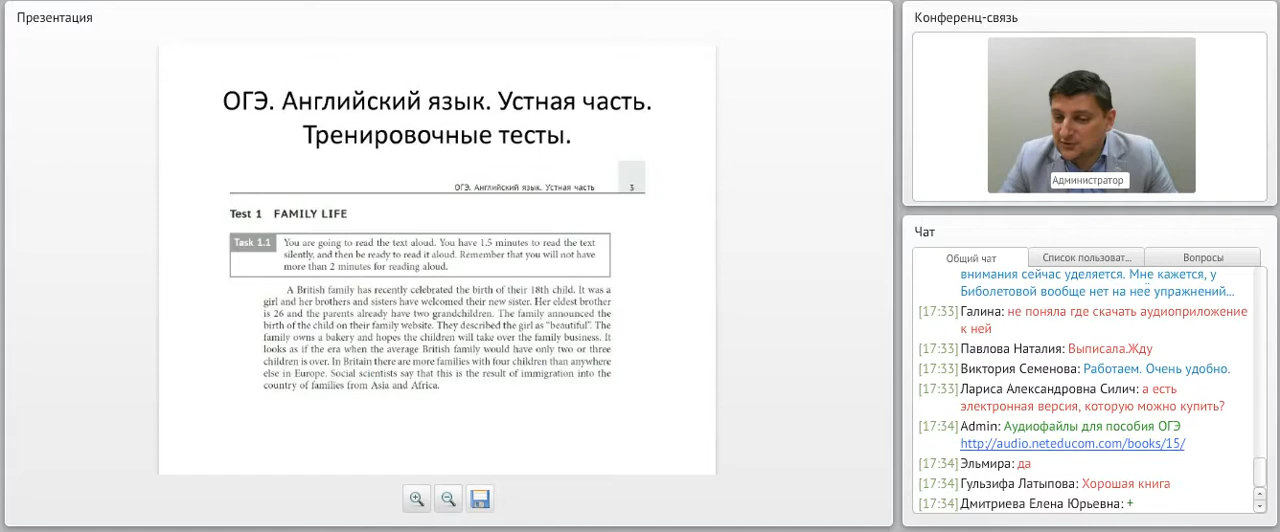 Презентация
ОГЭ. Английский язык. Устная часть.
Тренировочные тесты.
ОГЭ. Английский язык. Устная часть 3
Test 1 FAMILY LIFE
Task 1.1
You are going to read the text aloud. You have 1.5 minutes to read the text
silently, and then be ready to read it aloud. Remember that you will not have
more than 2 minutes for reading aloud.
A British family has recently celebrated the birth of their 18th child. It was a
girl and her brothers and sisters have welcomed their new sister. Her eldest brother
is 26 and the parents already have two grandchildren. The family announced the
birth of the child on their family website. They described the girl as "beautiful". The
family owns a bakery and hopes the children will take over the family business. It
looks as if the era when the average British family would have only two or three
children is over. In Britain there are more families with four children than anywhere
else in Europe. Social scientists say that this is the result of immigration into the
country of families from Asia and Africa.
Конференц-связь
Администратор
Чат
Общий чат
Список пользоват...
Вопросы
внимания сейчас уделяется. Мне кажется, у
Биболетовой вообще нет на неё упражнений...
[17:33] Галина: не поняла где скачать аудиоприложение
к ней
[17:33] Павлова Наталия: Выписала.Жду
[17:33] Виктория Семенова: Работаем. Очень удобно.
[17:33] Лариса Александровна Силич: а есть
электронная версия, которую можно купить?
[17:34] Admin: Аудиофайлы для пособия ОГЭ
http://audio.neteducom.com/books/15/
[17:34] Эльмира: да
[17:34] Гульзифа Латыпова: Хорошая книга
[17:34] Дмитриева Елена Юрьевна: +